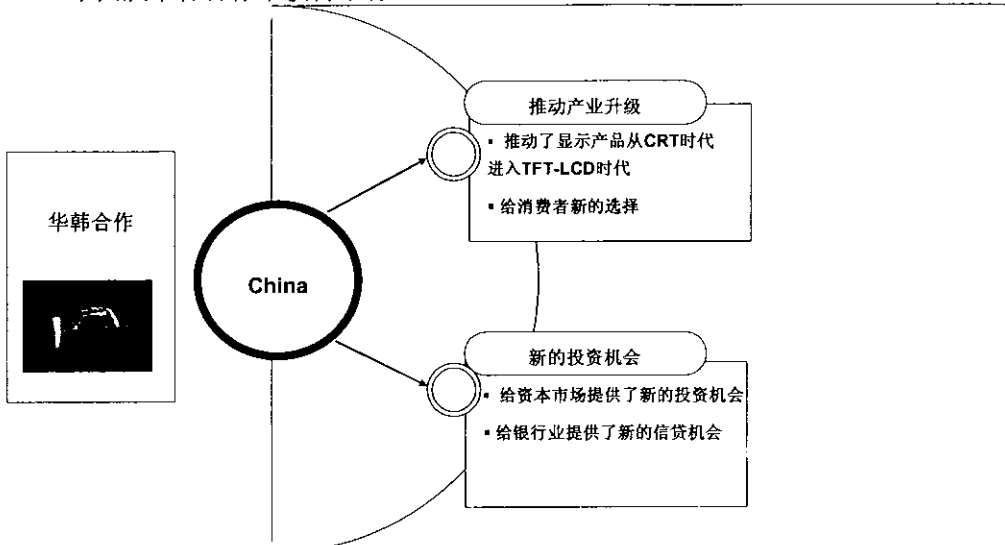 华韩合作
China
推动产业升级
▪ 推动了显示产品从CRT时代
进入TFT-LCD时代
▪ 给消费者新的选择
新的投资机会
▪ 给资本市场提供了新的投资机会
▪ 给银行业提供了新的信贷机会